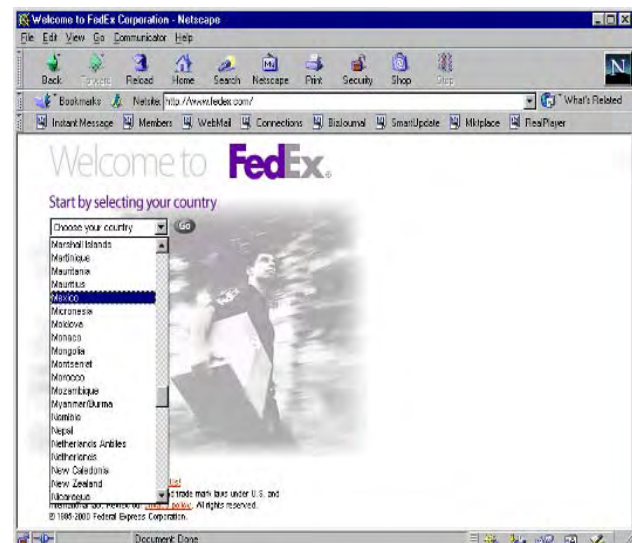 Welcome to FedEx Corporation - Netscape
File Edit View Go Communicator Help
Back Forward Reload Home Search Netscape Print Security Shop Stop
Bookmarks Netsite: http://www.fedex.com/ What's Related
Instant Message Members WebMail Connections BizJournal SmartUpdate Mktplace RealPlayer
Welcome to FedEx®
Start by selecting your country
Choose your country Go
Marshall Islands
Martinique
Mauritania
Mauritius
Mexico
Micronesia
Moldova
Monaco
Mongolia
Montserrat
Morocco
Mozambique
Myanmar/Burma
Namibia
Nepal
Netherlands Antilles
Netherlands
New Caledonia
New Zealand
Nicaragua
us!
trade mark laws under U.S. and
privacy policy. All rights reserved.
© 1995-2000 Federal Express Corporation.
Document: Done